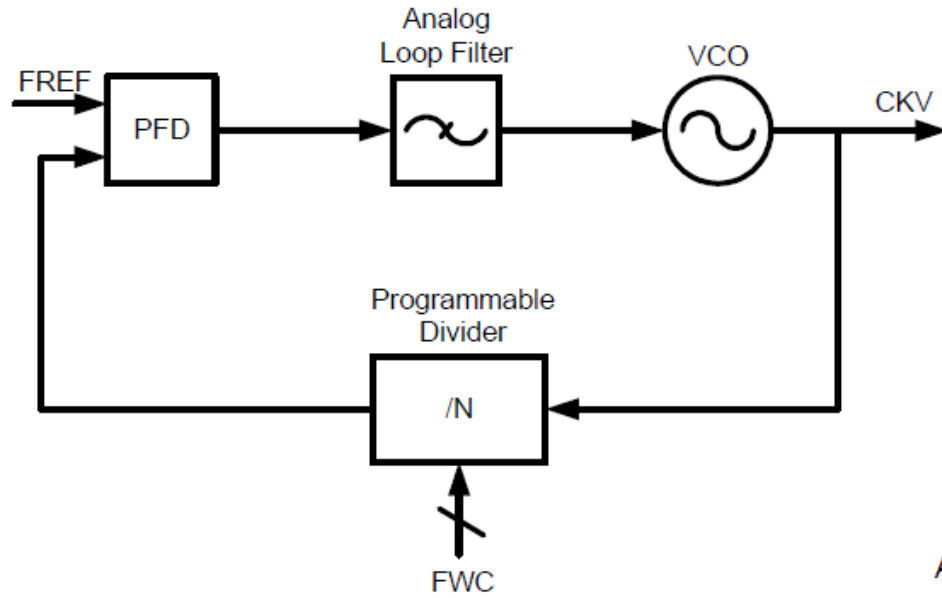 Analog
Loop Filter
VCO
FREF
CKV
PFD
Programmable
Divider
/N
FWC
A